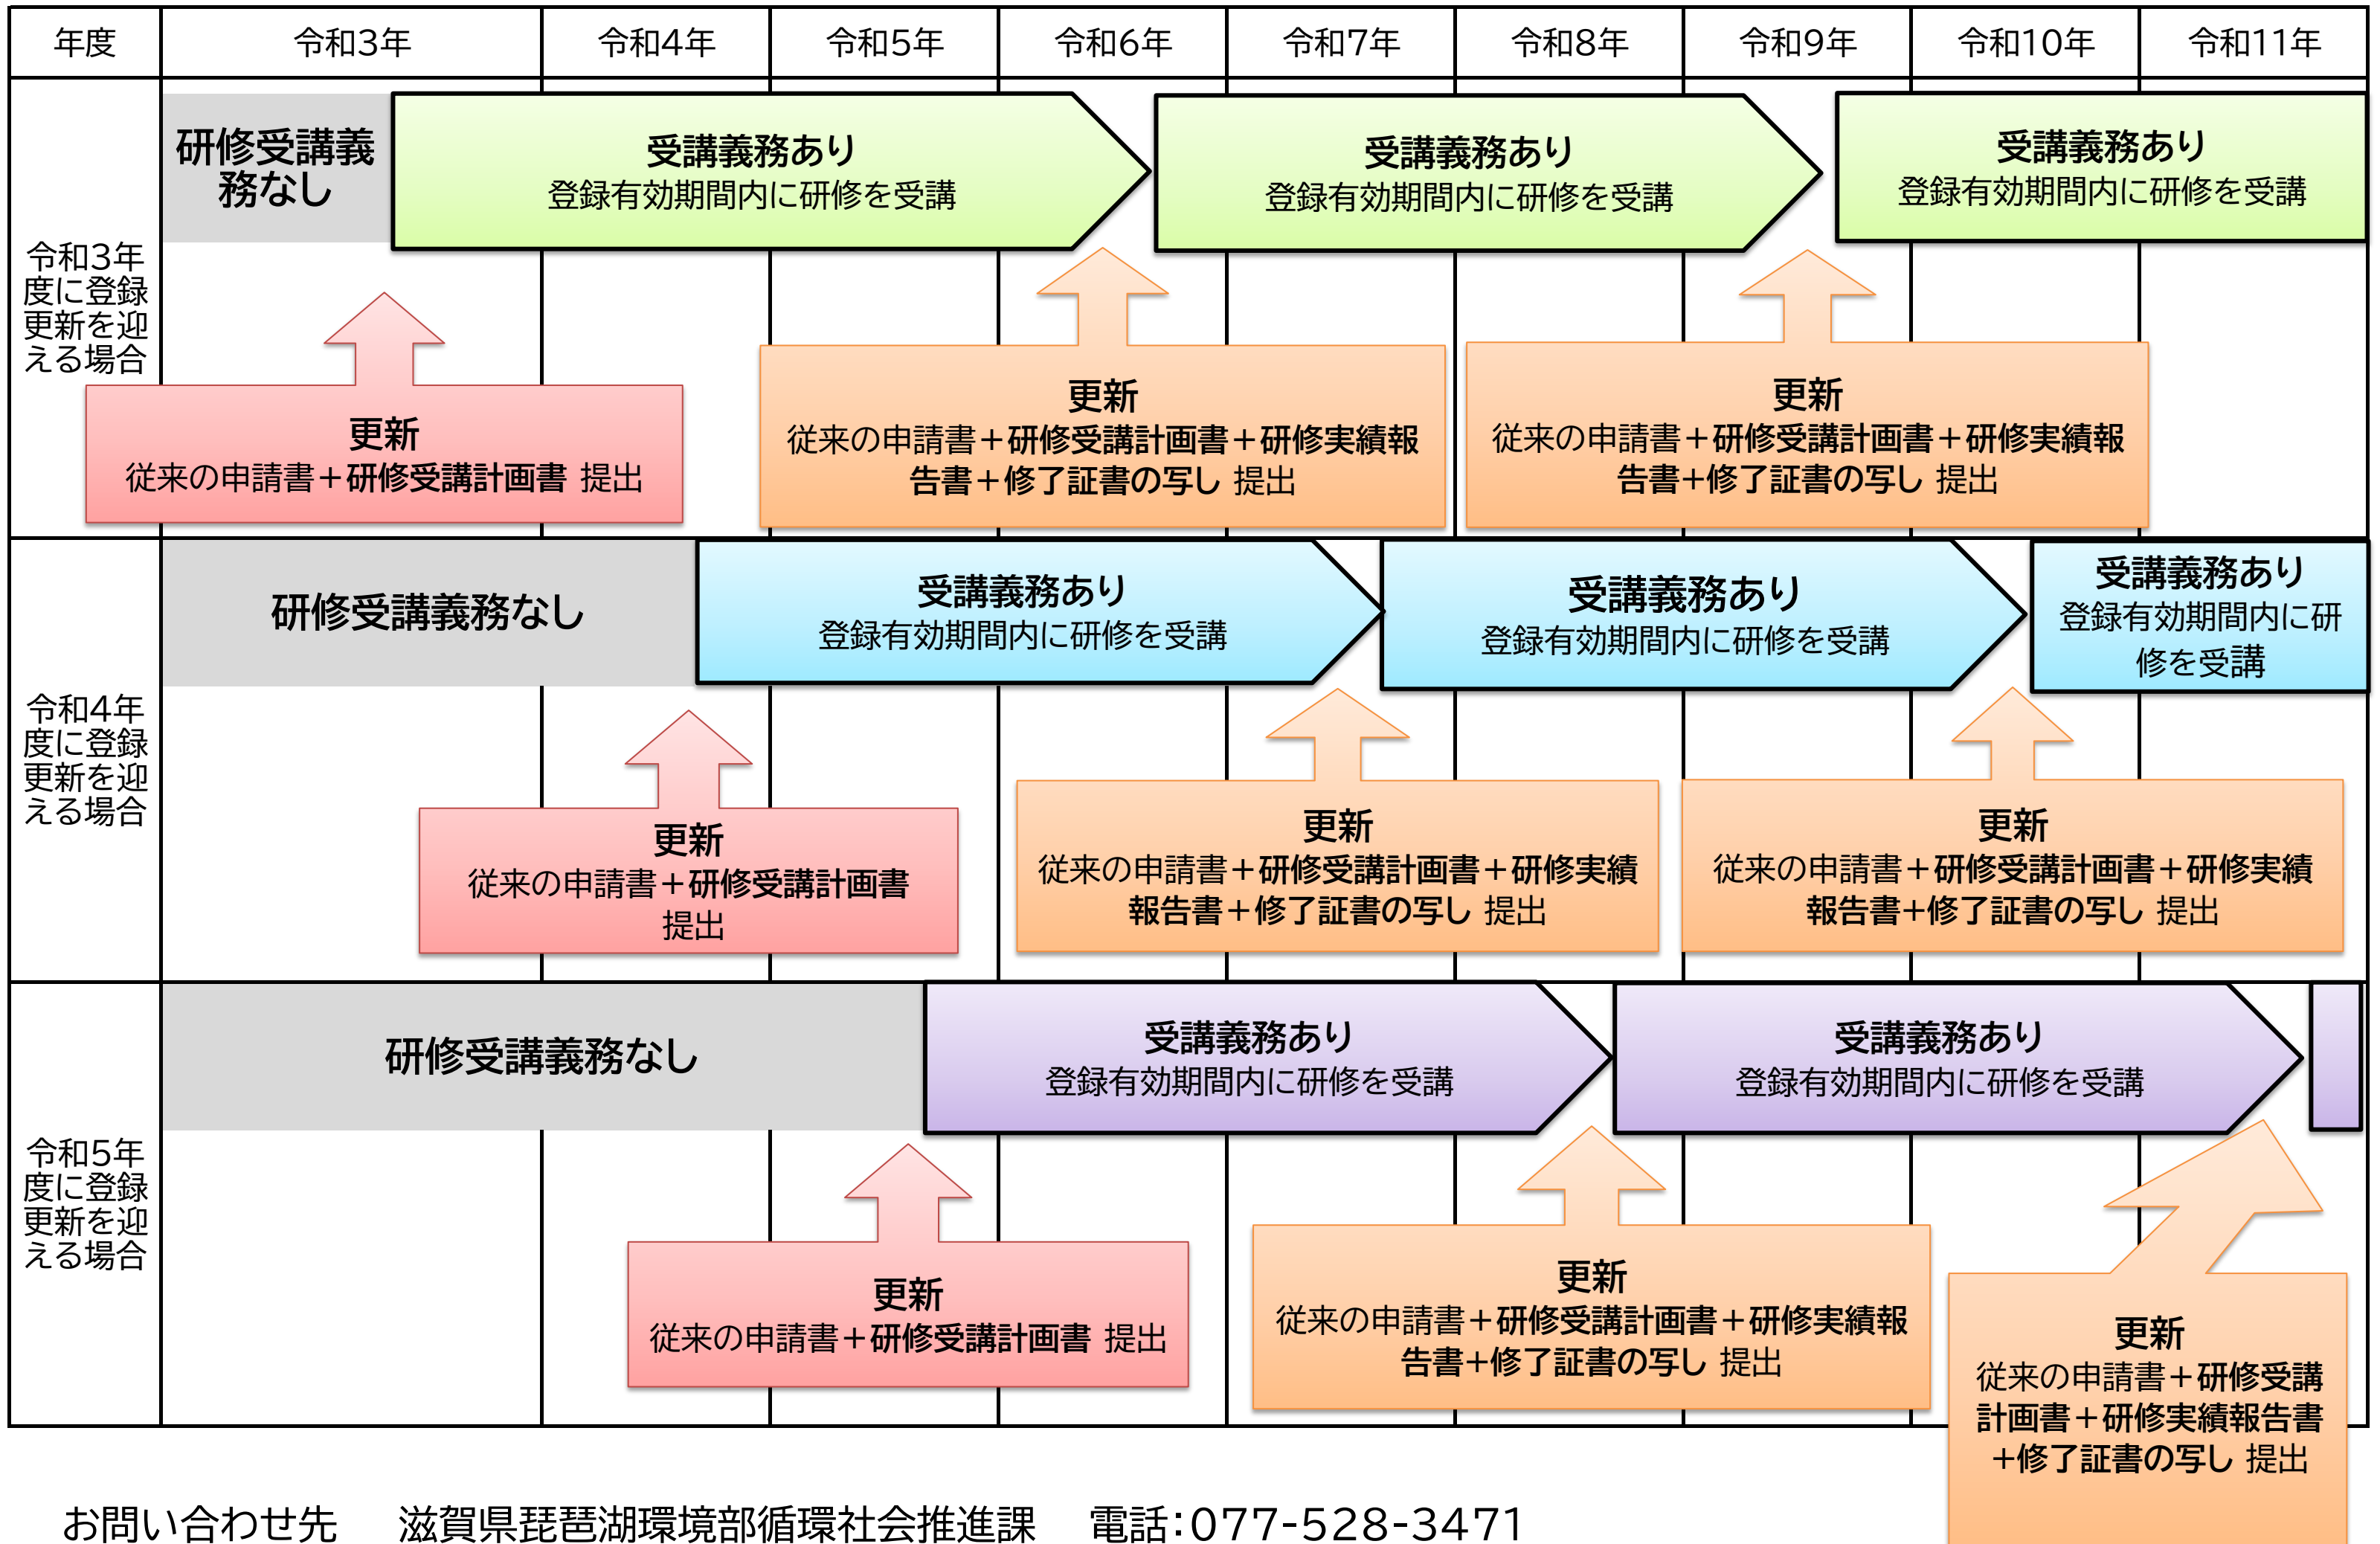 年度 令和3年 令和4年 令和5年 令和6年 令和7年 令和8年 令和9年 令和10年 令和11年
令和3年
度に登録
更新を迎
える場合
研修受講義
務なし
受講義務あり
登録有効期間内に研修を受講
受講義務あり
登録有効期間内に研修を受講
受講義務あり
登録有効期間内に研修を受講
更新
従来の申請書＋研修受講計画書 提出
更新
従来の申請書＋研修受講計画書＋研修実績報
告書＋修了証書の写し 提出
更新
従来の申請書＋研修受講計画書＋研修実績報
告書+修了証書の写し 提出
令和4年
度に登録
更新を迎
える場合
研修受講義務なし
受講義務あり
登録有効期間内に研修を受講
受講義務あり
登録有効期間内に研修を受講
受講義務あり
登録有効期間内に研
修を受講
更新
従来の申請書＋研修受講計画書
提出
更新
従来の申請書＋研修受講計画書＋研修実績
報告書＋修了証書の写し 提出
更新
従来の申請書＋研修受講計画書＋研修実績
報告書+修了証書の写し 提出
令和5年
度に登録
更新を迎
える場合
研修受講義務なし
受講義務あり
登録有効期間内に研修を受講
受講義務あり
登録有効期間内に研修を受講
更新
従来の申請書＋研修受講計画書 提出
更新
従来の申請書＋研修受講計画書＋研修実績報
告書+修了証書の写し 提出
更新
従来の申請書＋研修受講
計画書＋研修実績報告書
+修了証書の写し 提出
お問い合わせ先 滋賀県琵琶湖環境部循環社会推進課 電話：077-528-3471